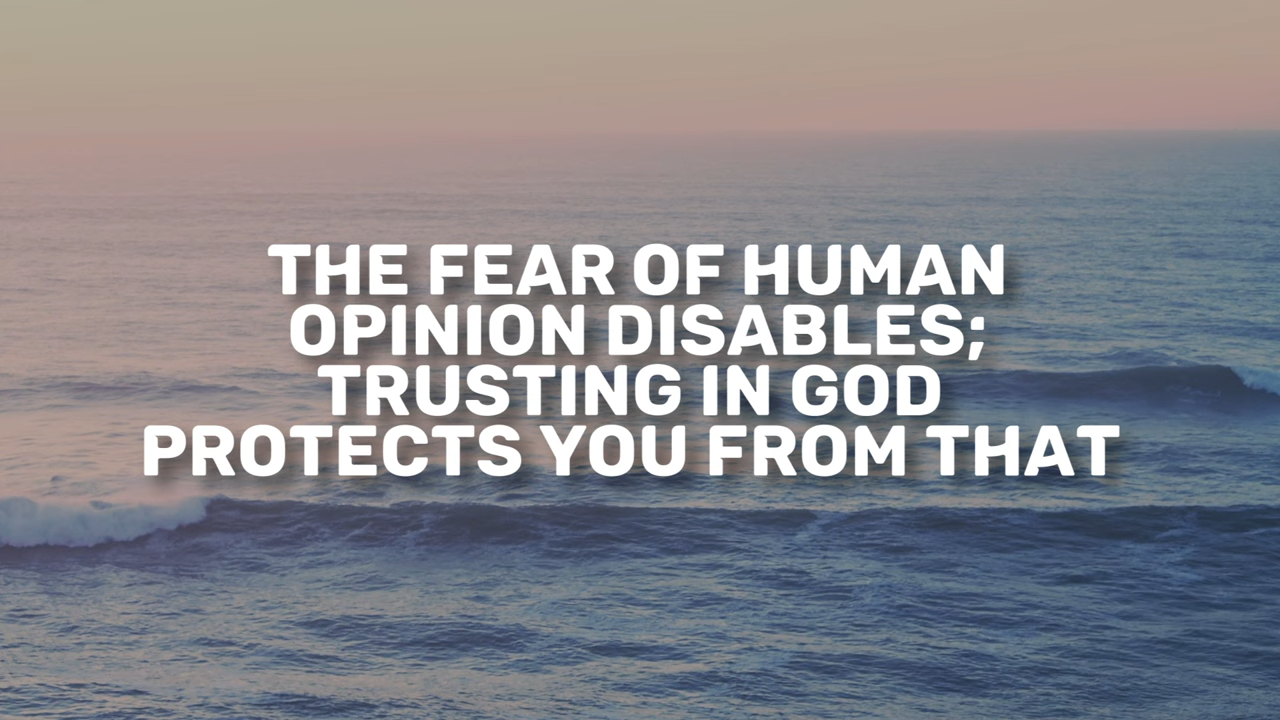 THE FEAR OF HUMAN
OPINION DISABLES;
TRUSTING IN GOD
PROTECTS YOU FROM THAT